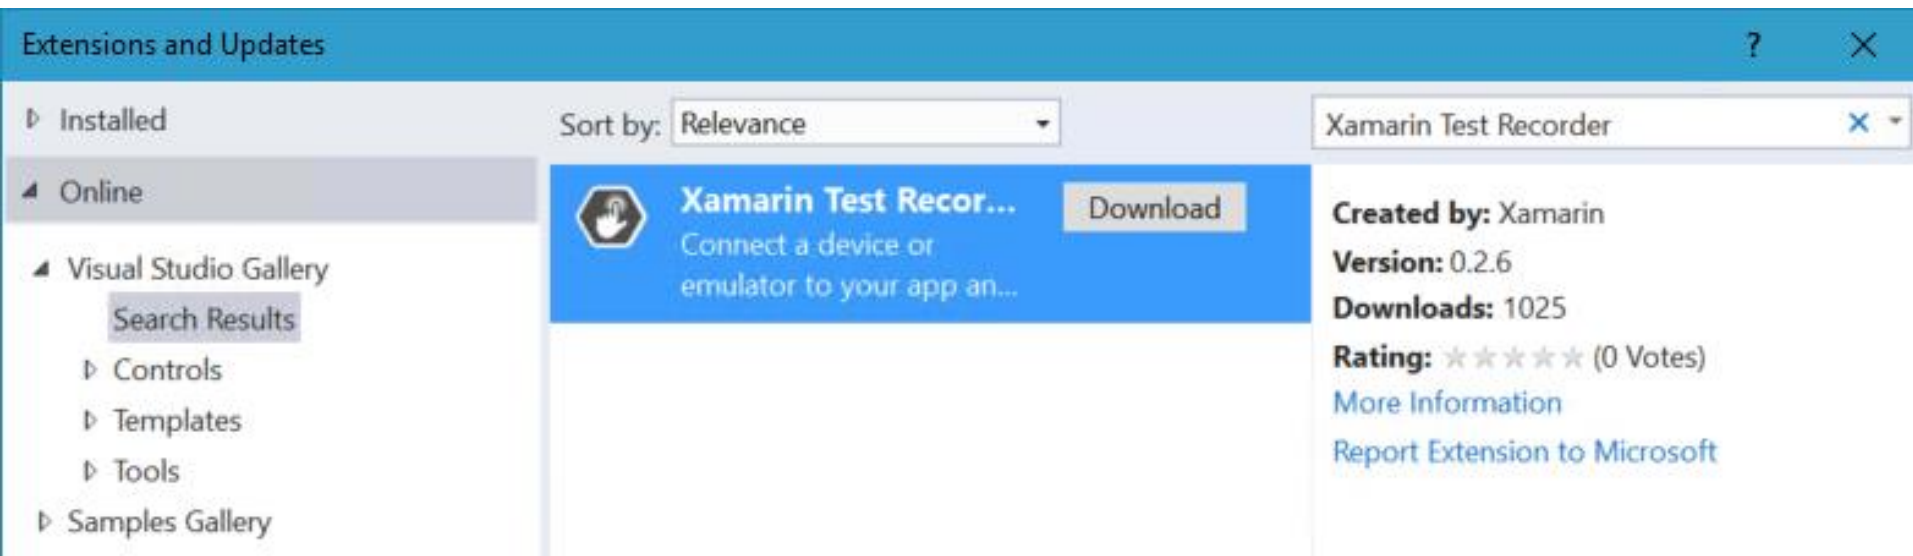 Extensions and Updates ?
Installed
Online
Visual Studio Gallery
Search Results
Controls
Templates
Tools
Samples Gallery
Sort by: Relevance
Xamarin Test Recorder
Xamarin Test Recor...
Connect a device or
emulator to your app an...
Download
Created by: Xamarin
Version: 0.2.6
Downloads: 1025
Rating: (0 Votes)
More Information
Report Extension to Microsoft